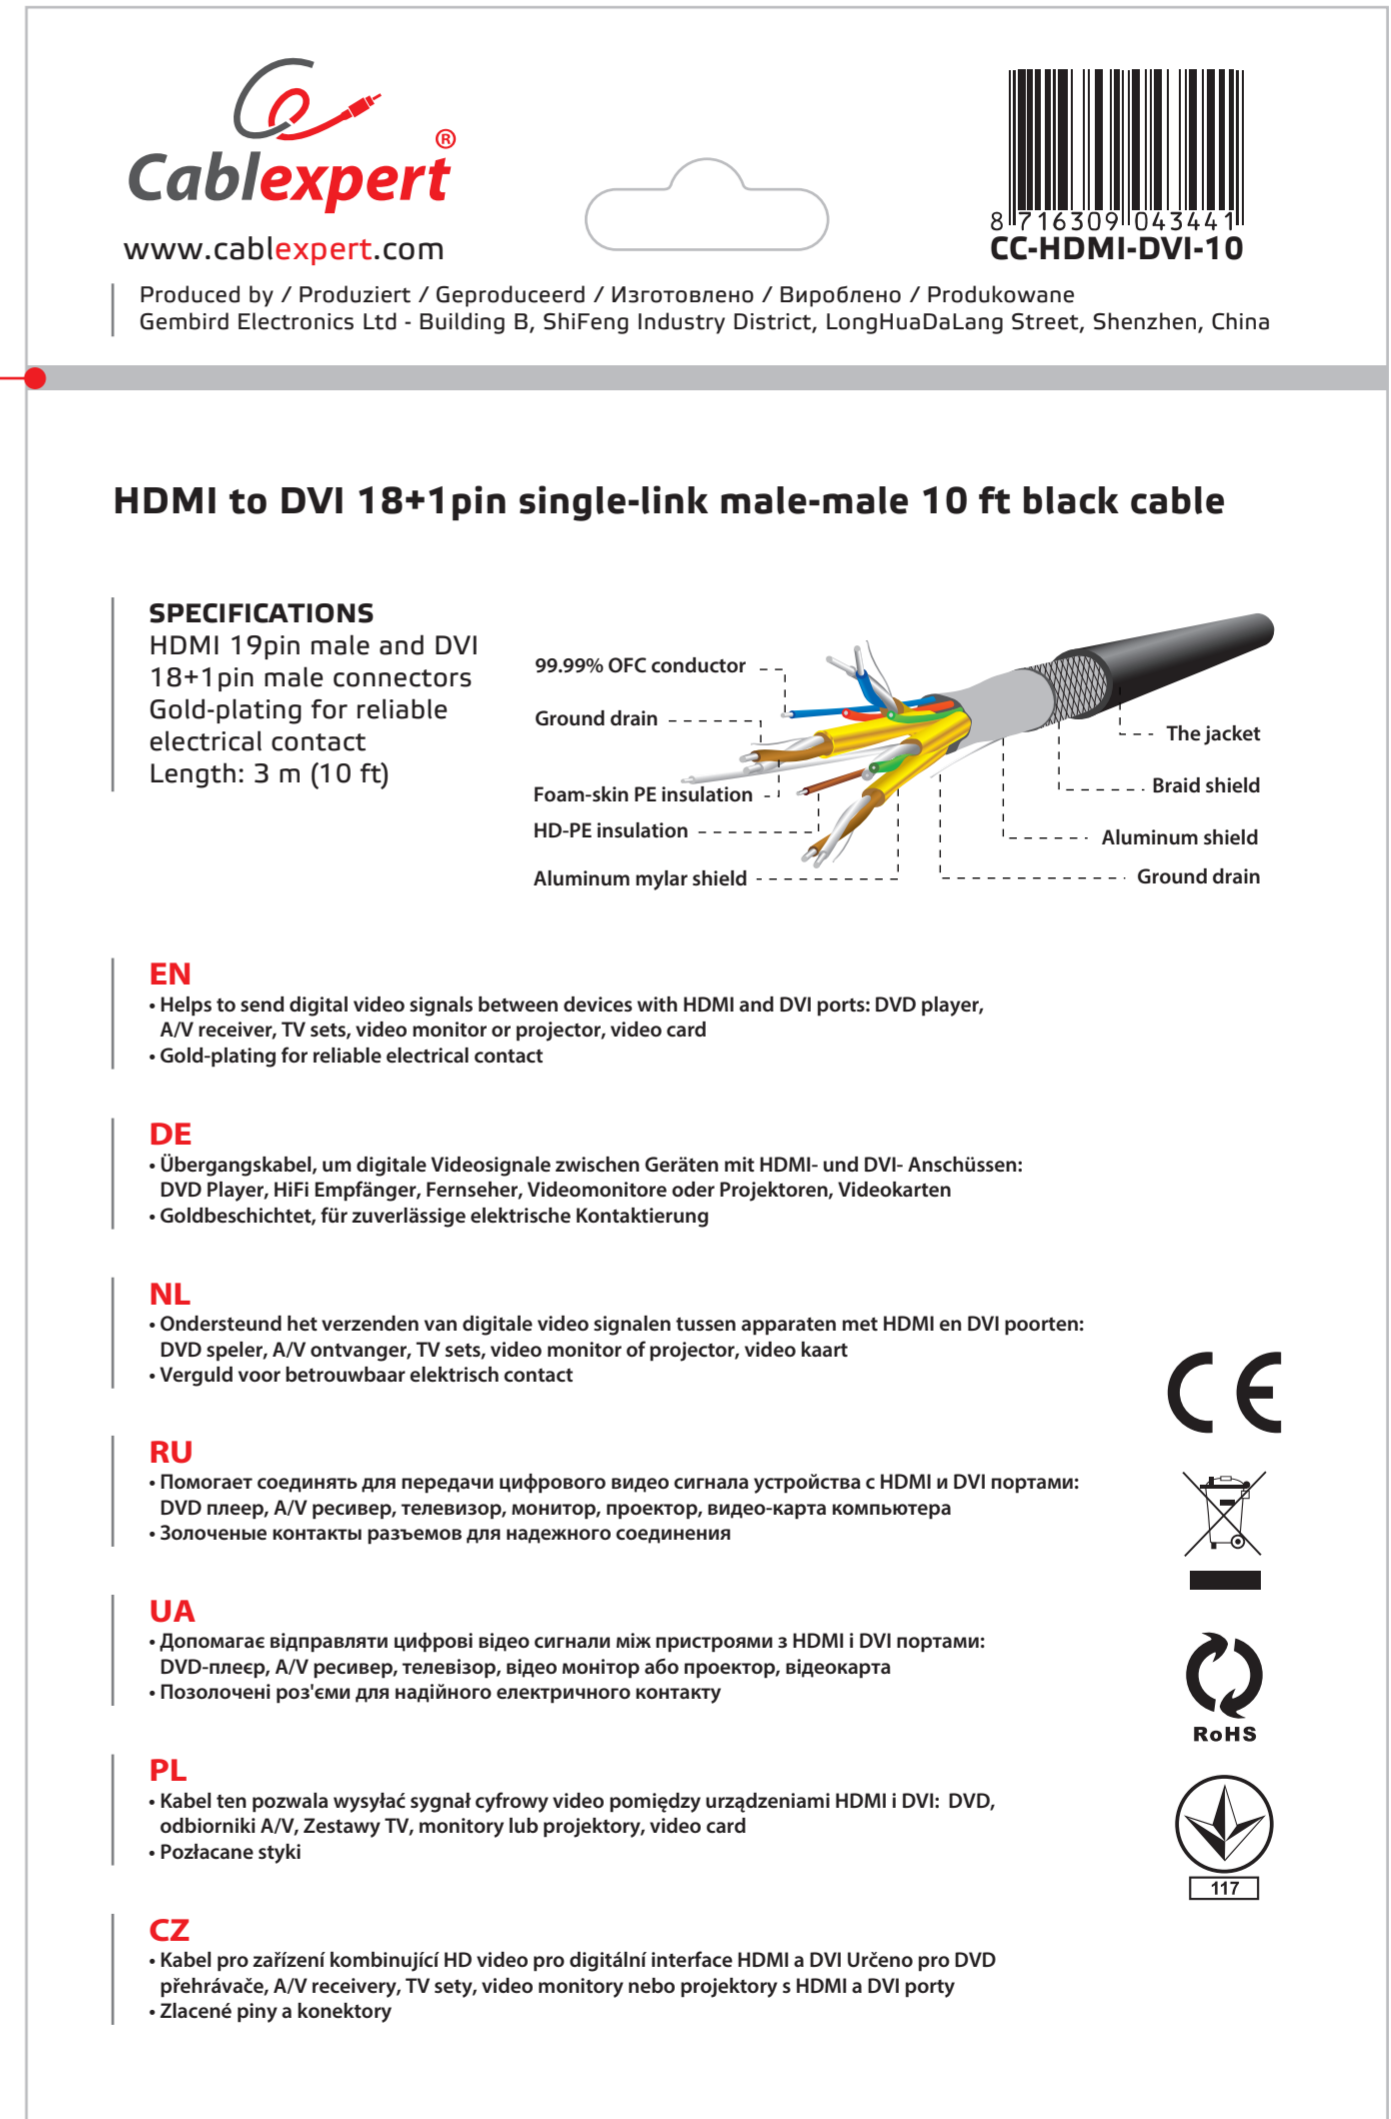 Cablexpert®
www.cablexpert.com
8 716309 043441
CC-HDMI-DVI-10
Produced by / Produziert / Geproduceerd / Изготовлено / Вироблено / Produkowane
Gembird Electronics Ltd - Building B, ShiFeng Industry District, LongHuaDaLang Street, Shenzhen, China
HDMI to DVI 18+1pin single-link male-male 10 ft black cable
SPECIFICATIONS
HDMI 19pin male and DVI
18+1pin male connectors
Gold-plating for reliable
electrical contact
Length: 3 m (10 ft)
99.99% OFC conductor
Ground drain
Foam-skin PE insulation
HD-PE insulation
Aluminum mylar shield
The jacket
Braid shield
Aluminum shield
Ground drain
EN
• Helps to send digital video signals between devices with HDMI and DVI ports: DVD player,
A/V receiver, TV sets, video monitor or projector, video card
• Gold-plating for reliable electrical contact
DE
• Übergangskabel, um digitale Videosignale zwischen Geräten mit HDMI- und DVI- Anschüssen:
DVD Player, HiFi Empfänger, Fernseher, Videomonitore oder Projektoren, Videokarten
• Goldbeschichtet, für zuverlässige elektrische Kontaktierung
NL
• Ondersteund het verzenden van digitale video signalen tussen apparaten met HDMI en DVI poorten:
DVD speler, A/V ontvanger, TV sets, video monitor of projector, video kaart
• Verguld voor betrouwbaar elektrisch contact
RU
• Помогает соединять для передачи цифрового видео сигнала устройства с HDMI и DVI портами:
DVD плеер, A/V ресивер, телевизор, монитор, проектор, видео-карта компьютера
• Золоченые контакты разъемов для надежного соединения
UA
• Допомагає відправляти цифрові відео сигнали між пристроями з HDMI і DVI портами:
DVD-плеєр, A/V ресивер, телевізор, відео монітор або проектор, відеокарта
• Позолочені роз'єми для надійного електричного контакту
PL
• Kabel ten pozwala wysyłać sygnał cyfrowy video pomiędzy urządzeniami HDMI i DVI: DVD,
odbiorniki A/V, Zestawy TV, monitory lub projektory, video card
• Pozłacane styki
CZ
• Kabel pro zařízení kombinující HD video pro digitální interface HDMI a DVI Určeno pro DVD
přehrávače, A/V receivery, TV sety, video monitory nebo projektory s HDMI a DVI porty
• Zlacené piny a konektory
CE
RoHS
117